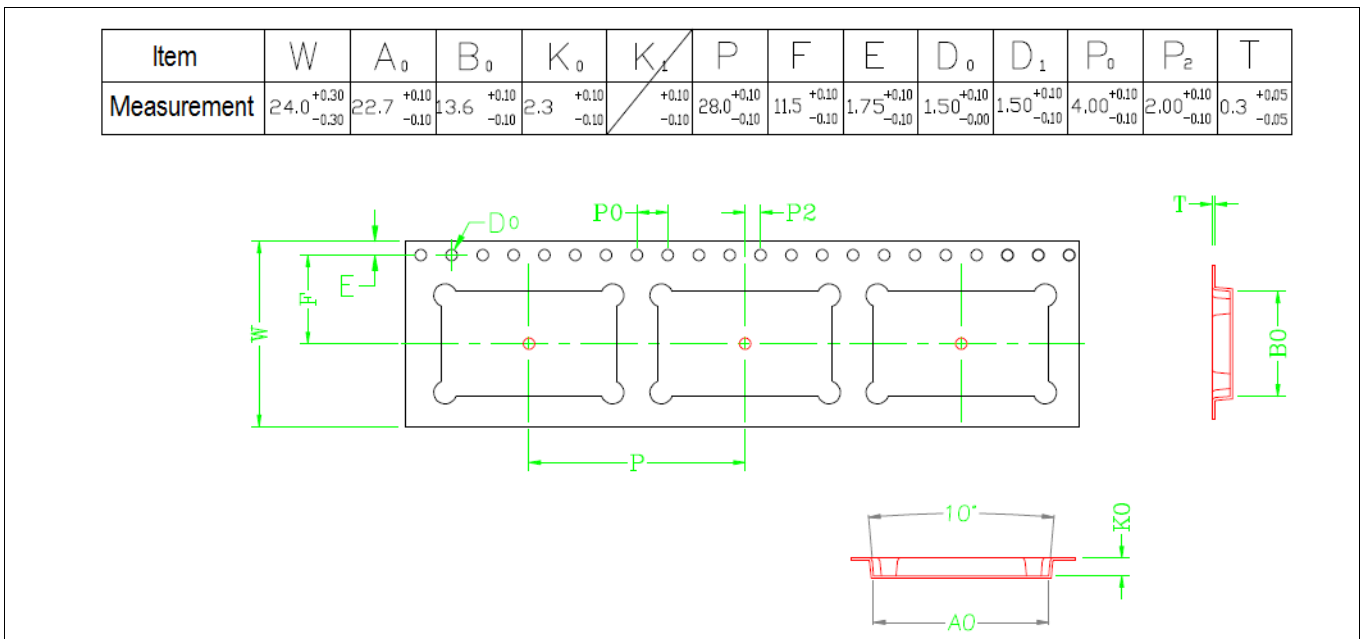 Item W A0 B0 K0 K1 P F E D0 D1 P0 P2 T
Measurement 24.0 +0.30 -0.30 22.7 +0.10 -0.10 13.6 +0.10 -0.10 2.3 +0.10 -0.10 +0.10 -0.10 28.0 +0.10 -0.10 11.5 +0.10 -0.10 1.75 +0.10 -0.10 1.50 +0.10 -0.00 1.50 +0.10 -0.10 4.00 +0.10 -0.10 2.00 +0.10 -0.10 0.3 +0.05 -0.05
P0 P2 T
D0
E
F
W
B0
P
10°
K0
A0